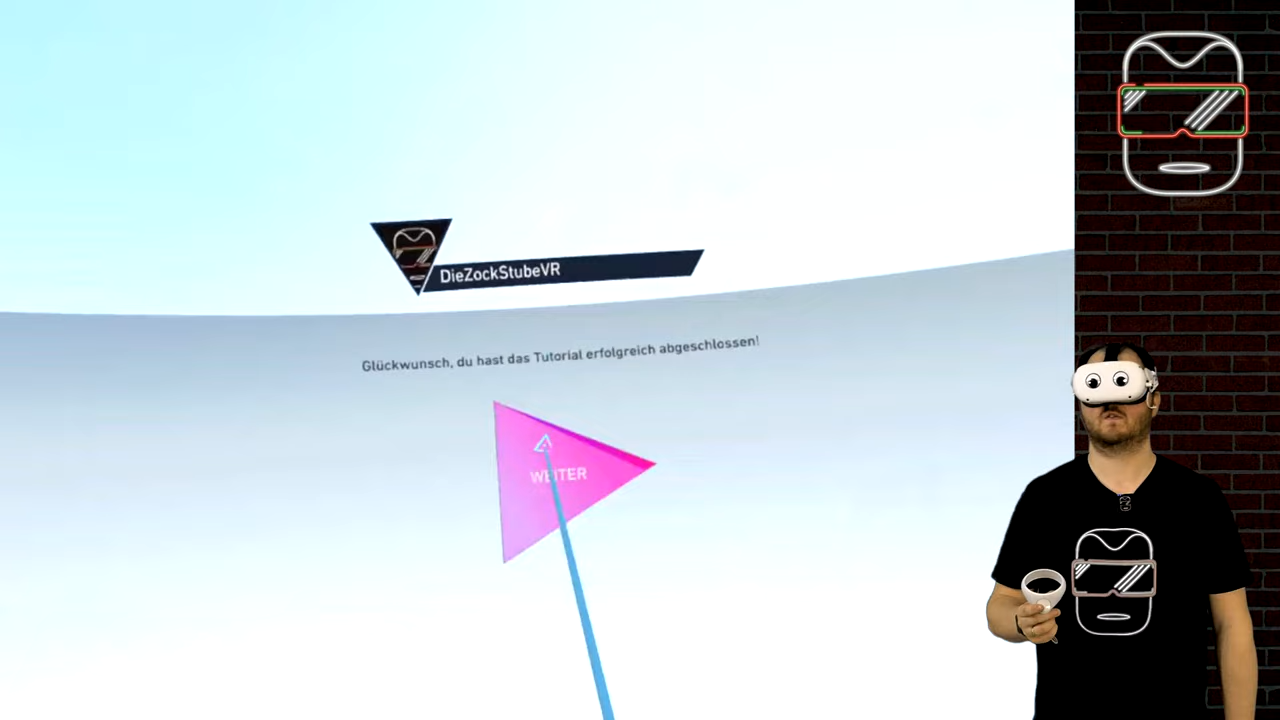 DieZockStubeVR
Glückwunsch, du hast das Tutorial erfolgreich abgeschlossen!
WEITER